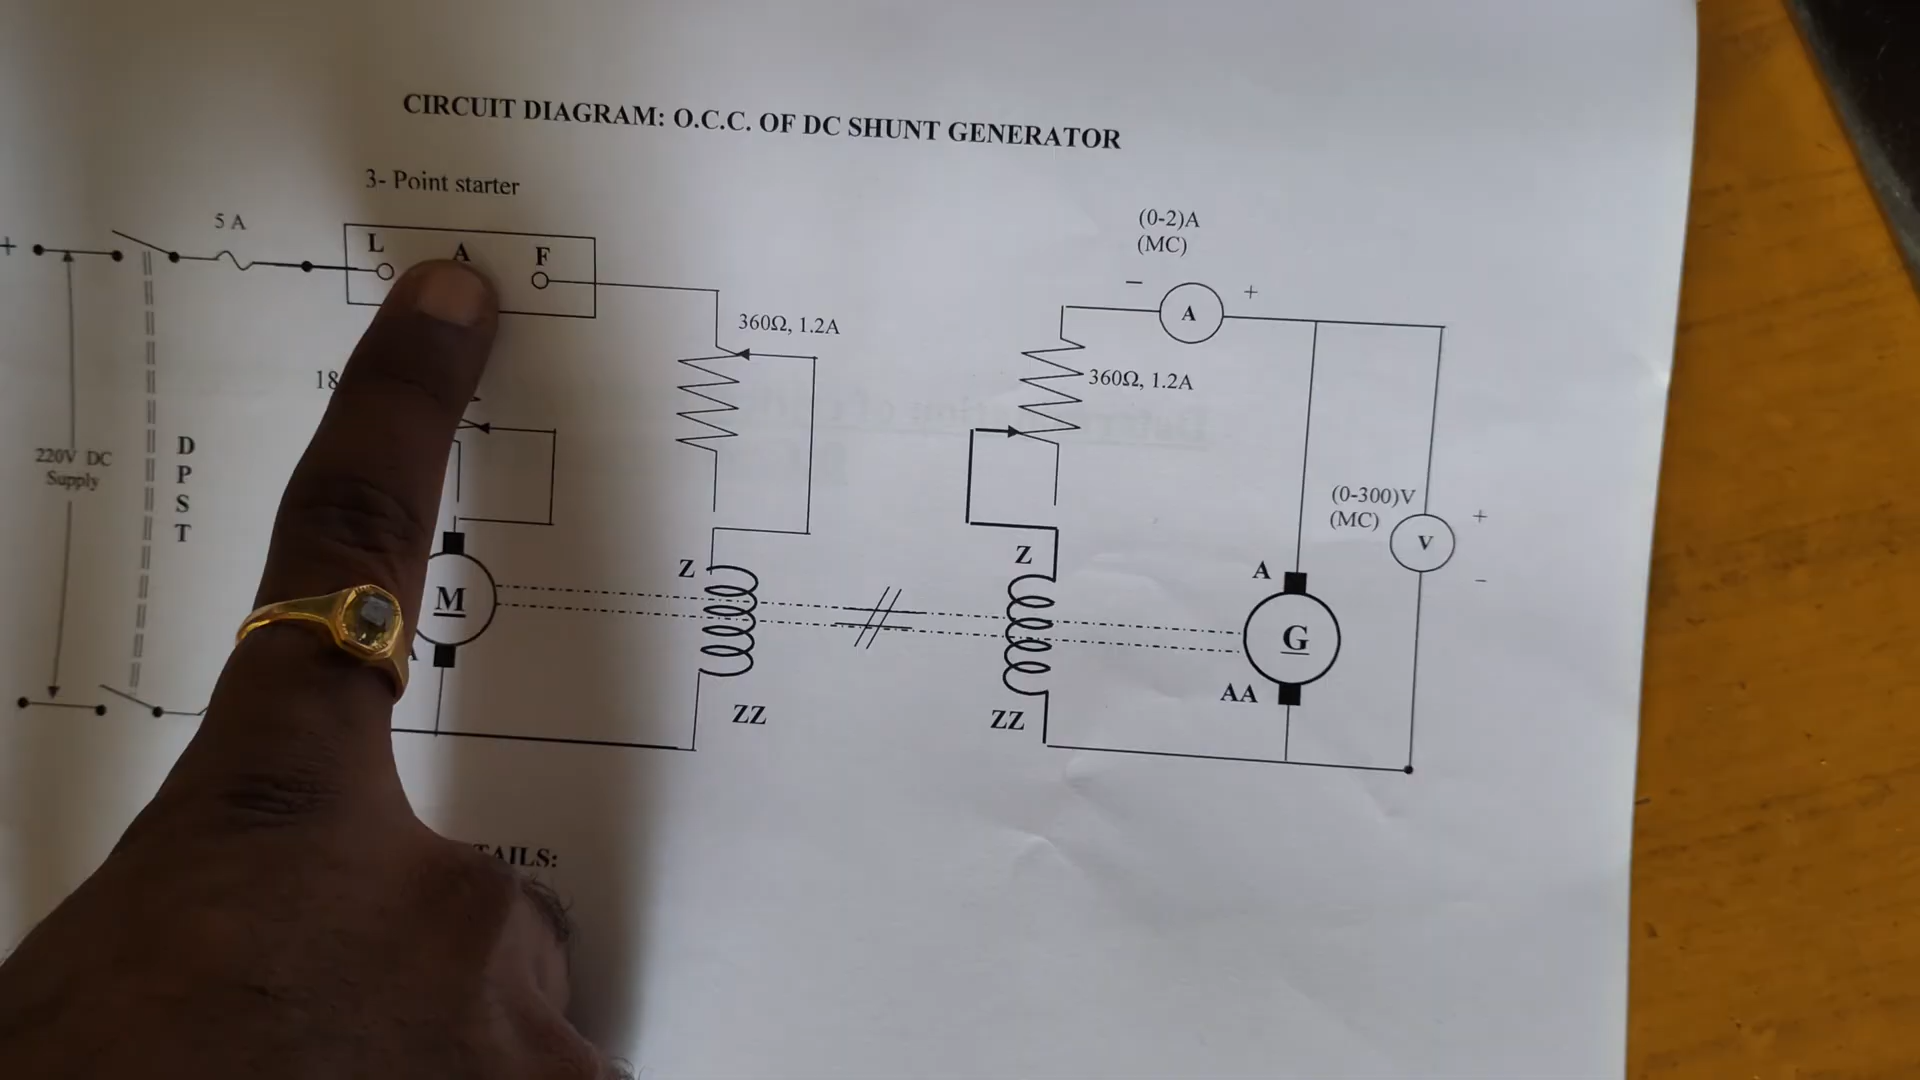 CIRCUIT DIAGRAM: O.C.C. OF DC SHUNT GENERATOR
3- Point starter
5 A
L
A
F
+
360Ω, 1.2A
18
220V DC
Supply
D
P
S
T
M
Z
ZZ
(0-2)A
(MC)
−
A
+
360Ω, 1.2A
Z
ZZ
A
G
AA
(0-300)V
(MC)
V
+
−